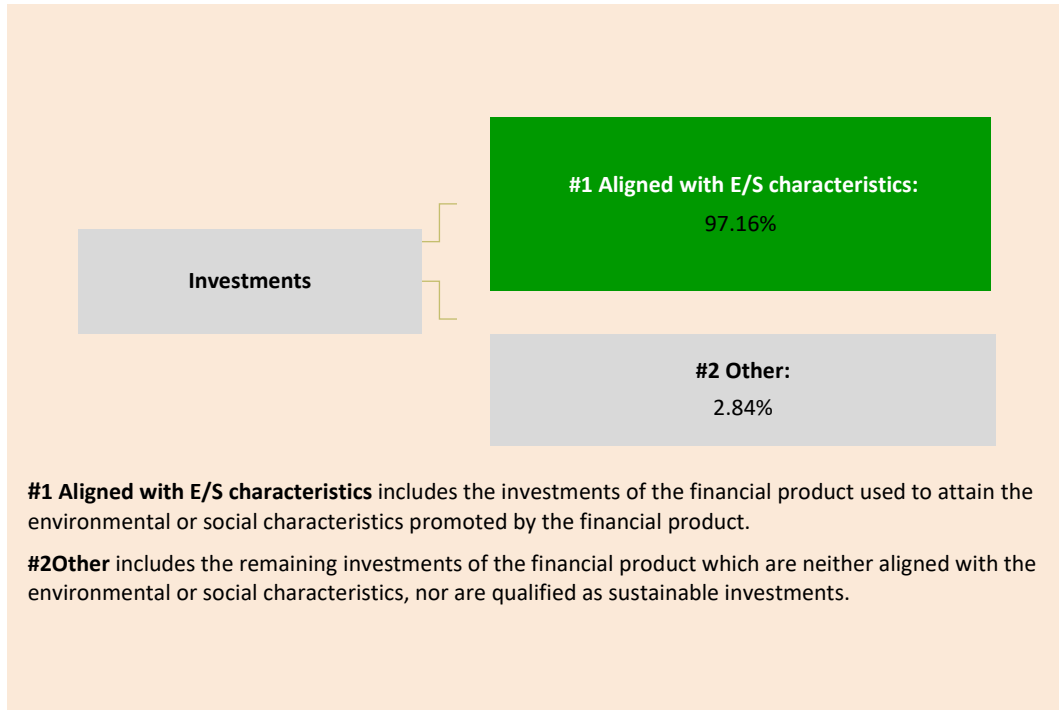 #1 Aligned with E/S characteristics:
97.16%
Investments
#2 Other:
2.84%
#1 Aligned with E/S characteristics includes the investments of the financial product used to attain the
environmental or social characteristics promoted by the financial product.
#2Other includes the remaining investments of the financial product which are neither aligned with the
environmental or social characteristics, nor are qualified as sustainable investments.